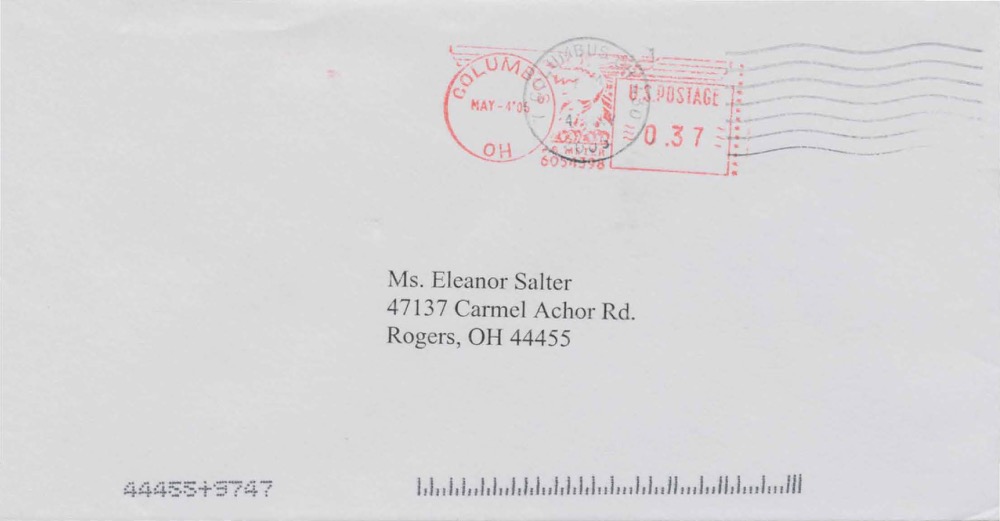 COLUMBUS
MAY-4'05
OH
U.S.POSTAGE
0.37
6054398
Ms. Eleanor Salter
47137 Carmel Achor Rd.
Rogers, OH 44455
44455+9747